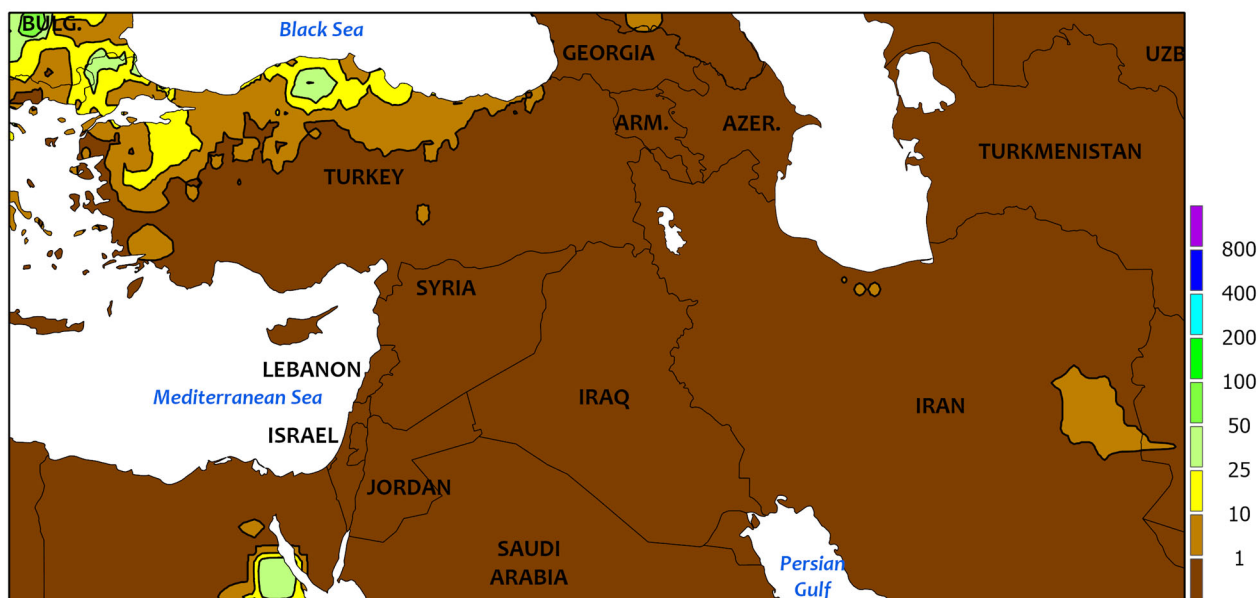 BULG.
Black Sea
GEORGIA
UZB
ARM.
AZER.
TURKMENISTAN
TURKEY
SYRIA
LEBANON
Mediterranean Sea
ISRAEL
IRAQ
IRAN
JORDAN
SAUDI
ARABIA
Persian
Gulf
800
400
200
100
50
25
10
1